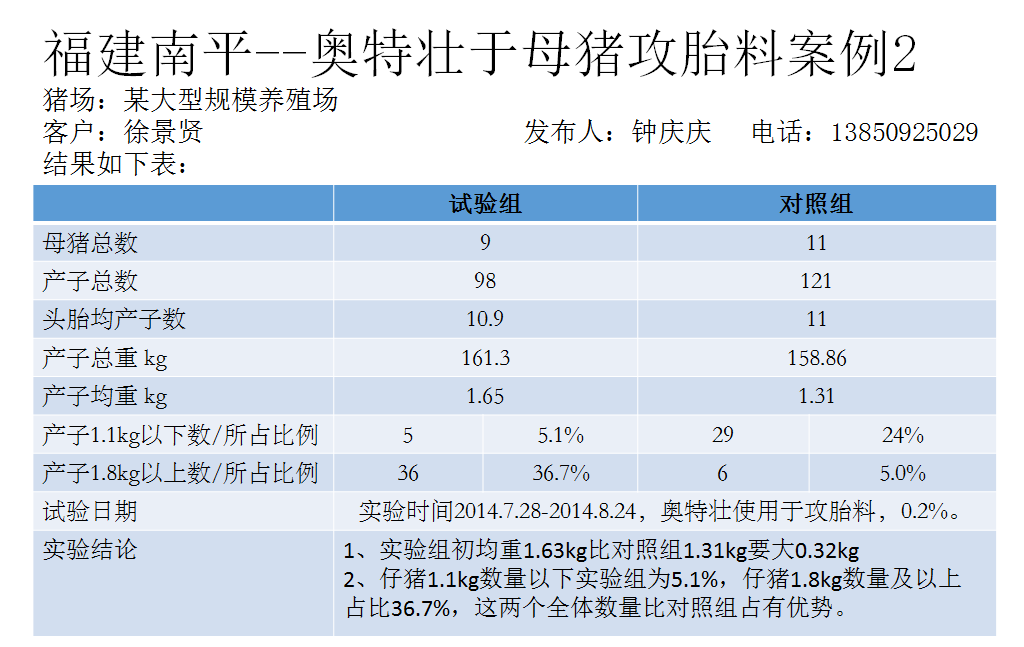 福建南平--奥特壮于母猪攻胎料案例2
猪场：某大型规模养殖场
客户：徐景贤 发布人：钟庆庆 电话：13850925029
结果如下表：
试验组 对照组
母猪总数 9 11
产子总数 98 121
头胎均产子数 10.9 11
产子总重 kg 161.3 158.86
产子均重 kg 1.65 1.31
产子1.1kg以下数/所占比例 5 5.1% 29 24%
产子1.8kg以上数/所占比例 36 36.7% 6 5.0%
试验日期 实验时间2014.7.28-2014.8.24，奥特壮使用于攻胎料，0.2%。
实验结论 1、实验组初均重1.63kg比对照组1.31kg要大0.32kg
2、仔猪1.1kg数量以下实验组为5.1%，仔猪1.8kg数量及以上
占比36.7%，这两个全体数量比对照组占有优势。